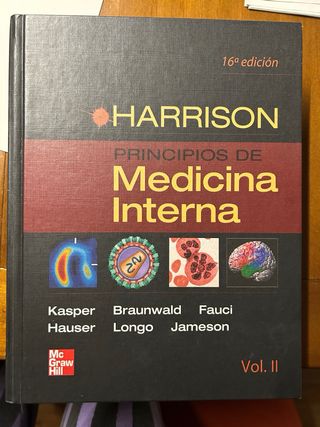 16ª edición
HARRISON
PRINCIPIOS DE
Medicina
Interna
Kasper Braunwald Fauci
Hauser Longo Jameson
Mc
Graw
Hill
Vol. II